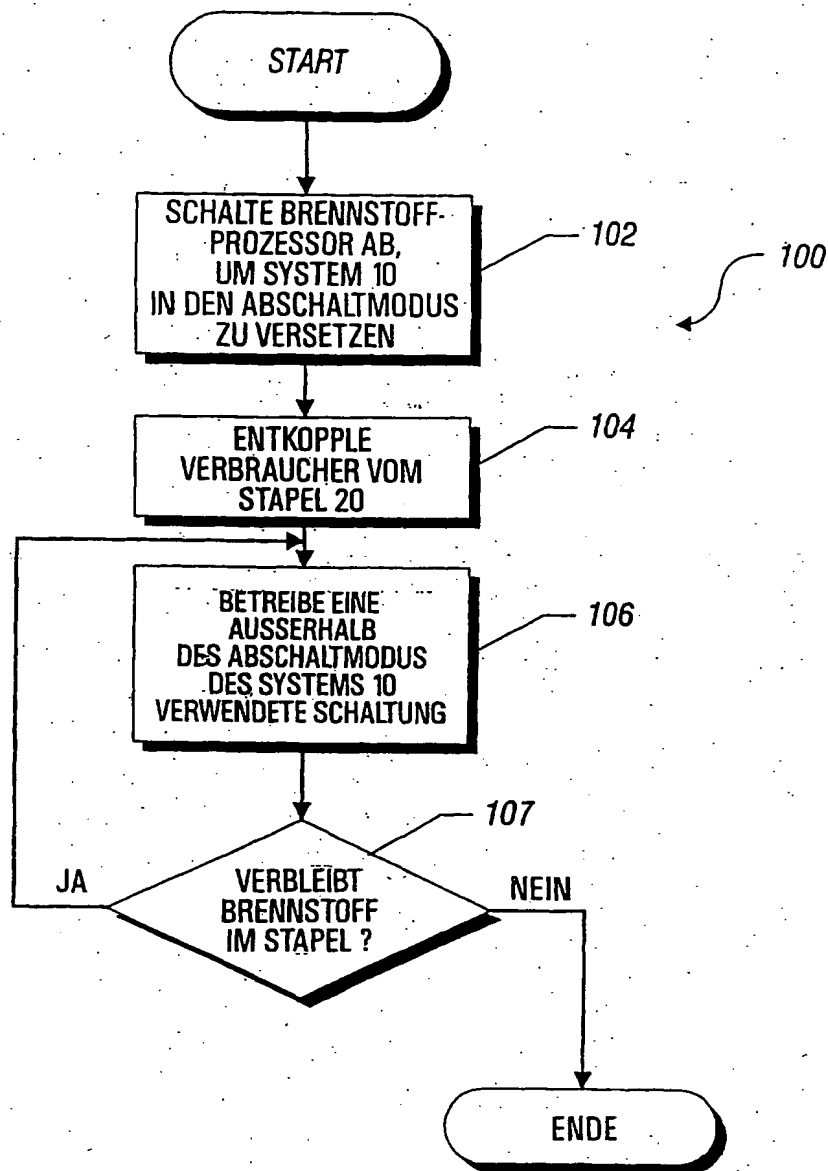 START
SCHALTE BRENNSTOFF-
PROZESSOR AB,
UM SYSTEM 10
IN DEN ABSCHALTMODUS
ZU VERSETZEN
102
100
ENTKOPPLE
VERBRAUCHER VOM
STAPEL 20
104
BETREIBE EINE
AUSSERHALB
DES ABSCHALTMODUS
DES SYSTEMS 10
VERWENDETE SCHALTUNG
106
107
JA
VERBLEIBT
BRENNSTOFF
IM STAPEL ?
NEIN
ENDE